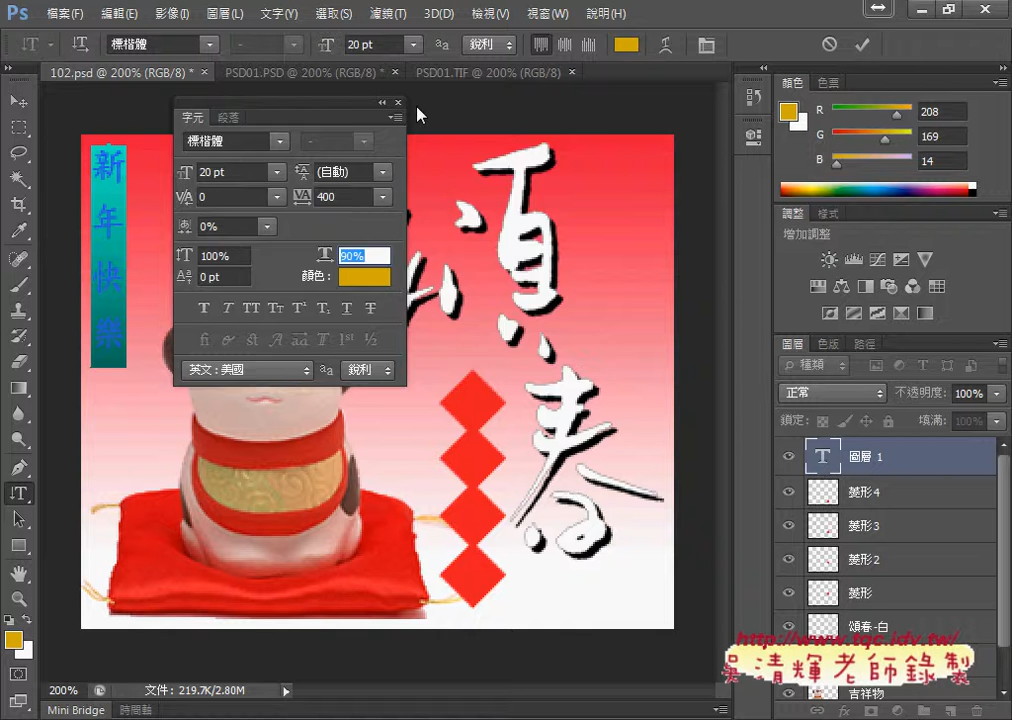 Ps 檔案(F) 編輯(E) 影像(I) 圖層(L) 文字(Y) 選取(S) 濾鏡(T) 3D(D) 檢視(V) 視窗(W) 說明(H)
標楷體 - 20 pt aa 銳利
102.psd @ 200% (RGB/8) * × PSD01.PSD @ 200% (RGB/8) * × PSD01.TIF @ 200% (RGB/8) ×
字元 段落
標楷體 -
20 pt (自動)
0 400
0%
100% 90%
0 pt 顏色：
英文 : 美國 aa 銳利
新年快樂
頌春
顏色 色票
R 208
G 169
B 14
調整 樣式
增加調整
圖層 色版 路徑
種類
正常 不透明度: 100%
鎖定: 填滿: 100%
圖層 1
菱形4
菱形3
菱形2
菱形
頌春-白
吉祥物
http://www.tqc.idv.tw/
吳清輝老師錄製
200% 文件: 219.7K/2.80M
Mini Bridge 時間軸